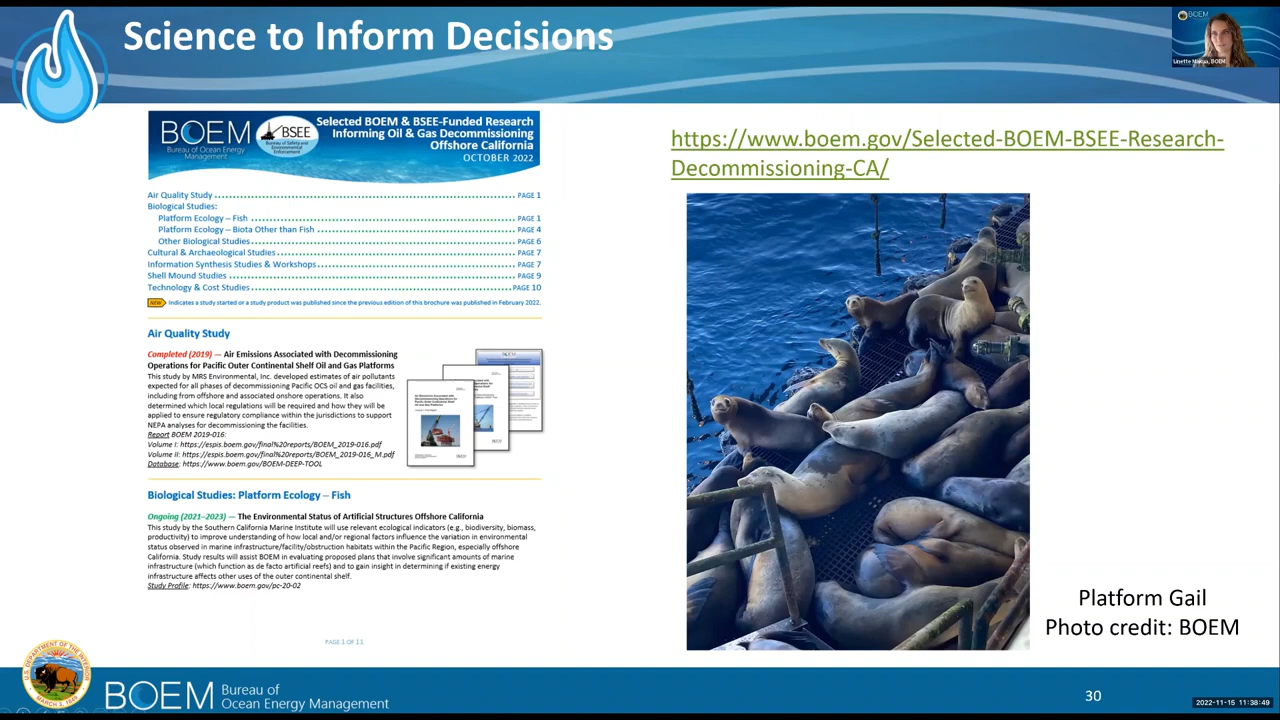 Science to Inform Decisions
BOEM
Linette Makua, BOEM
BOEM
Bureau of Ocean Energy
Management
BSEE
Bureau of Safety and
Environmental
Enforcement
Selected BOEM & BSEE-Funded Research
Informing Oil & Gas Decommissioning
Offshore California
OCTOBER 2022
Air Quality Study PAGE 1
Biological Studies:
Platform Ecology – Fish PAGE 1
Platform Ecology – Biota Other than Fish PAGE 4
Other Biological Studies PAGE 6
Cultural & Archaeological Studies PAGE 7
Information Synthesis Studies & Workshops PAGE 7
Shell Mound Studies PAGE 9
Technology & Cost Studies PAGE 10
NEW Indicates a study started or a study product was published since the previous edition of this brochure was published in February 2022.
Air Quality Study
Completed (2019) — Air Emissions Associated with Decommissioning
Operations for Pacific Outer Continental Shelf Oil and Gas Platforms
This study by MRS Environmental, Inc. developed estimates of air pollutants
expected for all phases of decommissioning Pacific OCS oil and gas facilities,
including from offshore and associated onshore operations. It also
determined which local regulations will be required and how they will be
applied to ensure regulatory compliance within the jurisdictions to support
NEPA analyses for decommissioning the facilities.
Report BOEM 2019-016:
Volume I: https://espis.boem.gov/final%20reports/BOEM_2019-016.pdf
Volume II: https://espis.boem.gov/final%20reports/BOEM_2019-016_M.pdf
Database: https://www.boem.gov/BOEM-DEEP-TOOL
Biological Studies: Platform Ecology – Fish
Ongoing (2021–2023) — The Environmental Status of Artificial Structures Offshore California
This study by the Southern California Marine Institute will use relevant ecological indicators (e.g., biodiversity, biomass,
productivity) to improve understanding of how local and/or regional factors influence the variation in environmental
status observed in marine infrastructure/facility/obstruction habitats within the Pacific Region, especially offshore
California. Study results will assist BOEM in evaluating proposed plans that involve significant amounts of marine
infrastructure (which function as de facto artificial reefs) and to gain insight in determining if existing energy
infrastructure affects other uses of the outer continental shelf.
Study Profile: https://www.boem.gov/pc-20-02
PAGE 1 OF 11
https://www.boem.gov/Selected-BOEM-BSEE-Research-
Decommissioning-CA/
Platform Gail
Photo credit: BOEM
U.S. DEPARTMENT OF THE INTERIOR
MARCH 3, 1849
BOEM
Bureau of
Ocean Energy Management
30
2022-11-15 11:38:49